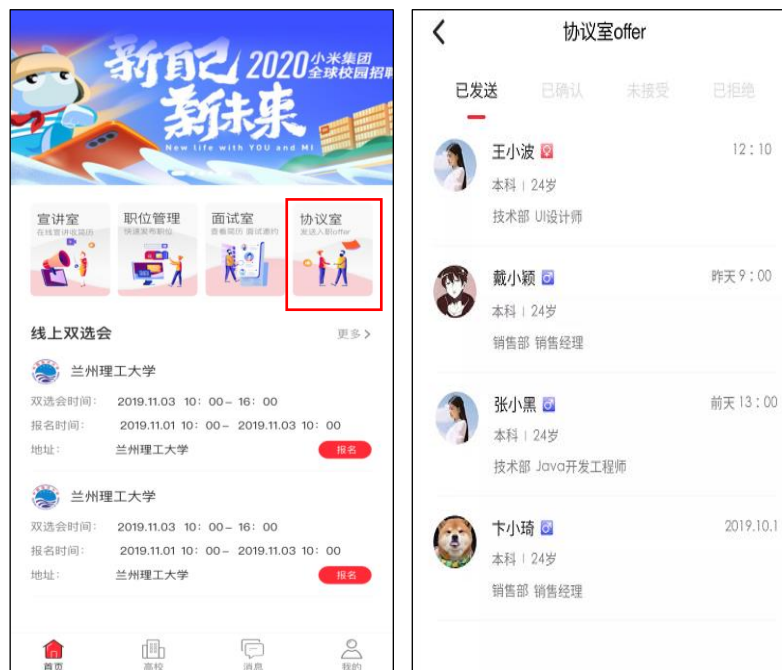 新自己
新未来
2020 小米集团
全球校园招聘
New life with YOU and MI
宣讲室
在线宣讲收简历
职位管理
快速发布职位
面试室
查看简历 面试邀约
协议室
发送入职offer
线上双选会
更多 >
兰州理工大学
双选会时间： 2019.11.03 10：00－16：00
报名时间： 2019.11.01 10：00－ 2019.11.03 10：00
地址： 兰州理工大学
报名
兰州理工大学
双选会时间： 2019.11.03 10：00－16：00
报名时间： 2019.11.01 10：00－ 2019.11.03 10：00
地址： 兰州理工大学
报名
首页
高校
消息
我的
协议室offer
已发送 已确认 未接受 已拒绝
王小波 12：10
本科 | 24岁
技术部 UI设计师
戴小颖 昨天 9：00
本科 | 24岁
销售部 销售经理
张小黑 前天 13：00
本科 | 24岁
技术部 Java开发工程师
卞小琦 2019.10.1
本科 | 24岁
销售部 销售经理